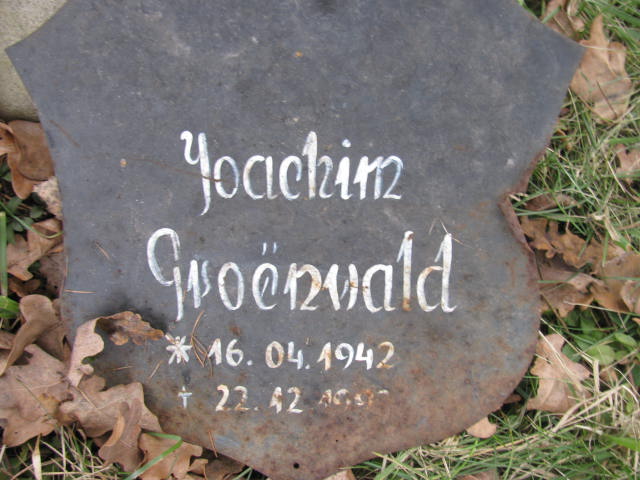 Joachim
Groënwald
* 16.04.1942
† 22.12